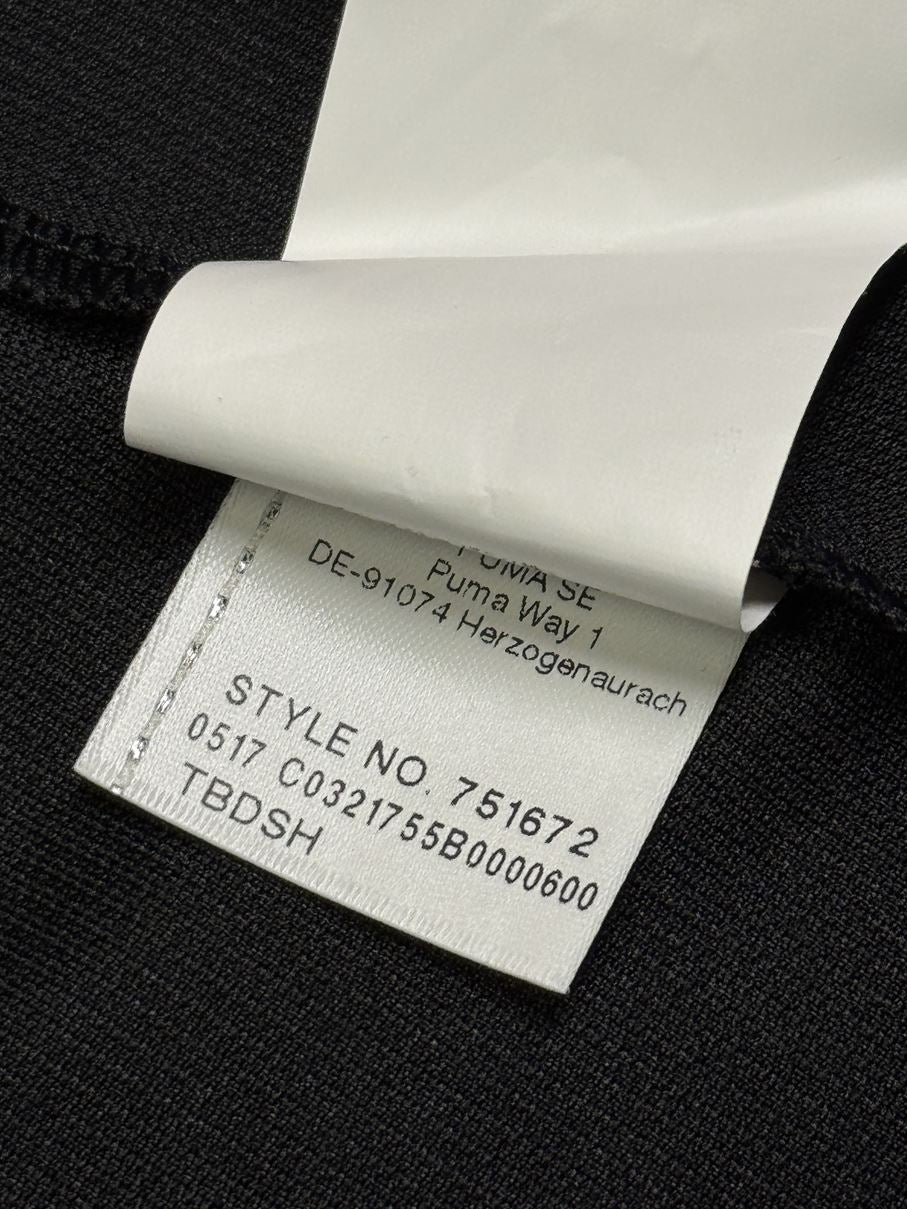 PUMA SE
Puma Way 1
DE-91074 Herzogenaurach
STYLE NO. 751672
0517 C0321755B0000600
TBDSH